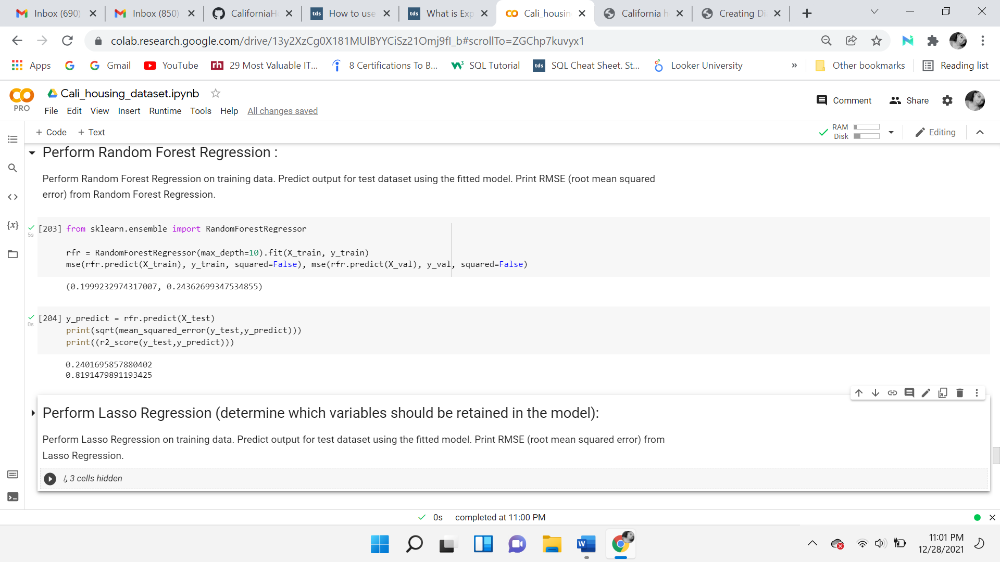 Inbox (690)
Inbox (850)
CaliforniaH
tds How to use
tds What is Exp
Cali_housin
California h
Creating Di
colab.research.google.com/drive/13y2XzCg0X181MUlBYYCiSz21Omj9fI_b#scrollTo=ZGChp7kuvyx1
Apps
Gmail
YouTube
rh 29 Most Valuable IT...
8 Certifications To B...
SQL Tutorial
tds SQL Cheat Sheet. St...
Looker University
»
Other bookmarks
Reading list
PRO
Cali_housing_dataset.ipynb
File Edit View Insert Runtime Tools Help All changes saved
Comment
Share
+ Code + Text
RAM
Disk
Editing
Perform Random Forest Regression :
Perform Random Forest Regression on training data. Predict output for test dataset using the fitted model. Print RMSE (root mean squared
error) from Random Forest Regression.
5s
[203] from sklearn.ensemble import RandomForestRegressor
rfr = RandomForestRegressor(max_depth=10).fit(X_train, y_train)
mse(rfr.predict(X_train), y_train, squared=False), mse(rfr.predict(X_val), y_val, squared=False)
(0.1999232974317007, 0.24362699347534855)
0s
[204] y_predict = rfr.predict(X_test)
print(sqrt(mean_squared_error(y_test,y_predict)))
print((r2_score(y_test,y_predict)))
0.2401695857880402
0.8191479891193425
Perform Lasso Regression (determine which variables should be retained in the model):
Perform Lasso Regression on training data. Predict output for test dataset using the fitted model. Print RMSE (root mean squared error) from
Lasso Regression.
3 cells hidden
0s completed at 11:00 PM
W
11:01 PM
12/28/2021